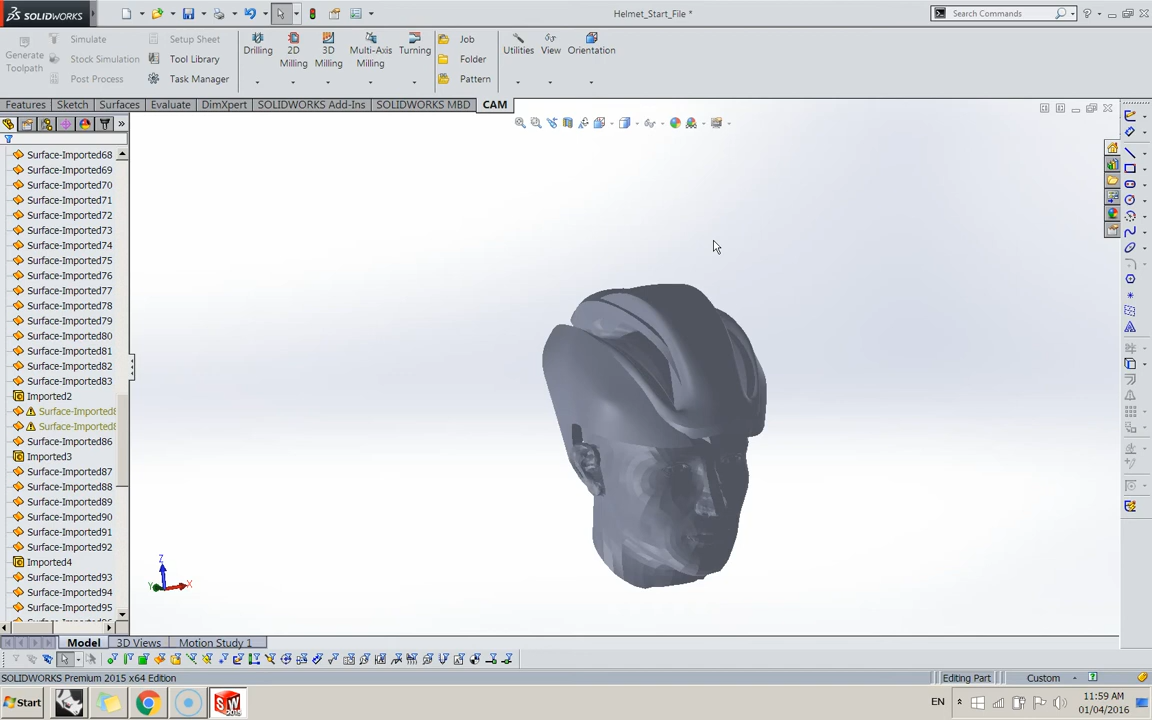 SOLIDWORKS
Helmet_Start_File *
Search Commands
Generate Toolpath
Simulate
Stock Simulation
Post Process
Setup Sheet
Tool Library
Task Manager
Drilling
2D Milling
3D Milling
Multi-Axis Milling
Turning
Job
Folder
Pattern
Utilities
View
Orientation
Features
Sketch
Surfaces
Evaluate
DimXpert
SOLIDWORKS Add-Ins
SOLIDWORKS MBD
CAM
Surface-Imported68
Surface-Imported69
Surface-Imported70
Surface-Imported71
Surface-Imported72
Surface-Imported73
Surface-Imported74
Surface-Imported75
Surface-Imported76
Surface-Imported77
Surface-Imported78
Surface-Imported79
Surface-Imported80
Surface-Imported81
Surface-Imported82
Surface-Imported83
Imported2
Surface-Imported8
Surface-Imported8
Surface-Imported86
Imported3
Surface-Imported87
Surface-Imported88
Surface-Imported89
Surface-Imported90
Surface-Imported91
Surface-Imported92
Imported4
Surface-Imported93
Surface-Imported94
Surface-Imported95
Z
Y
X
Model
3D Views
Motion Study 1
SOLIDWORKS Premium 2015 x64 Edition
Editing Part
Custom
Start
EN
11:59 AM
01/04/2016